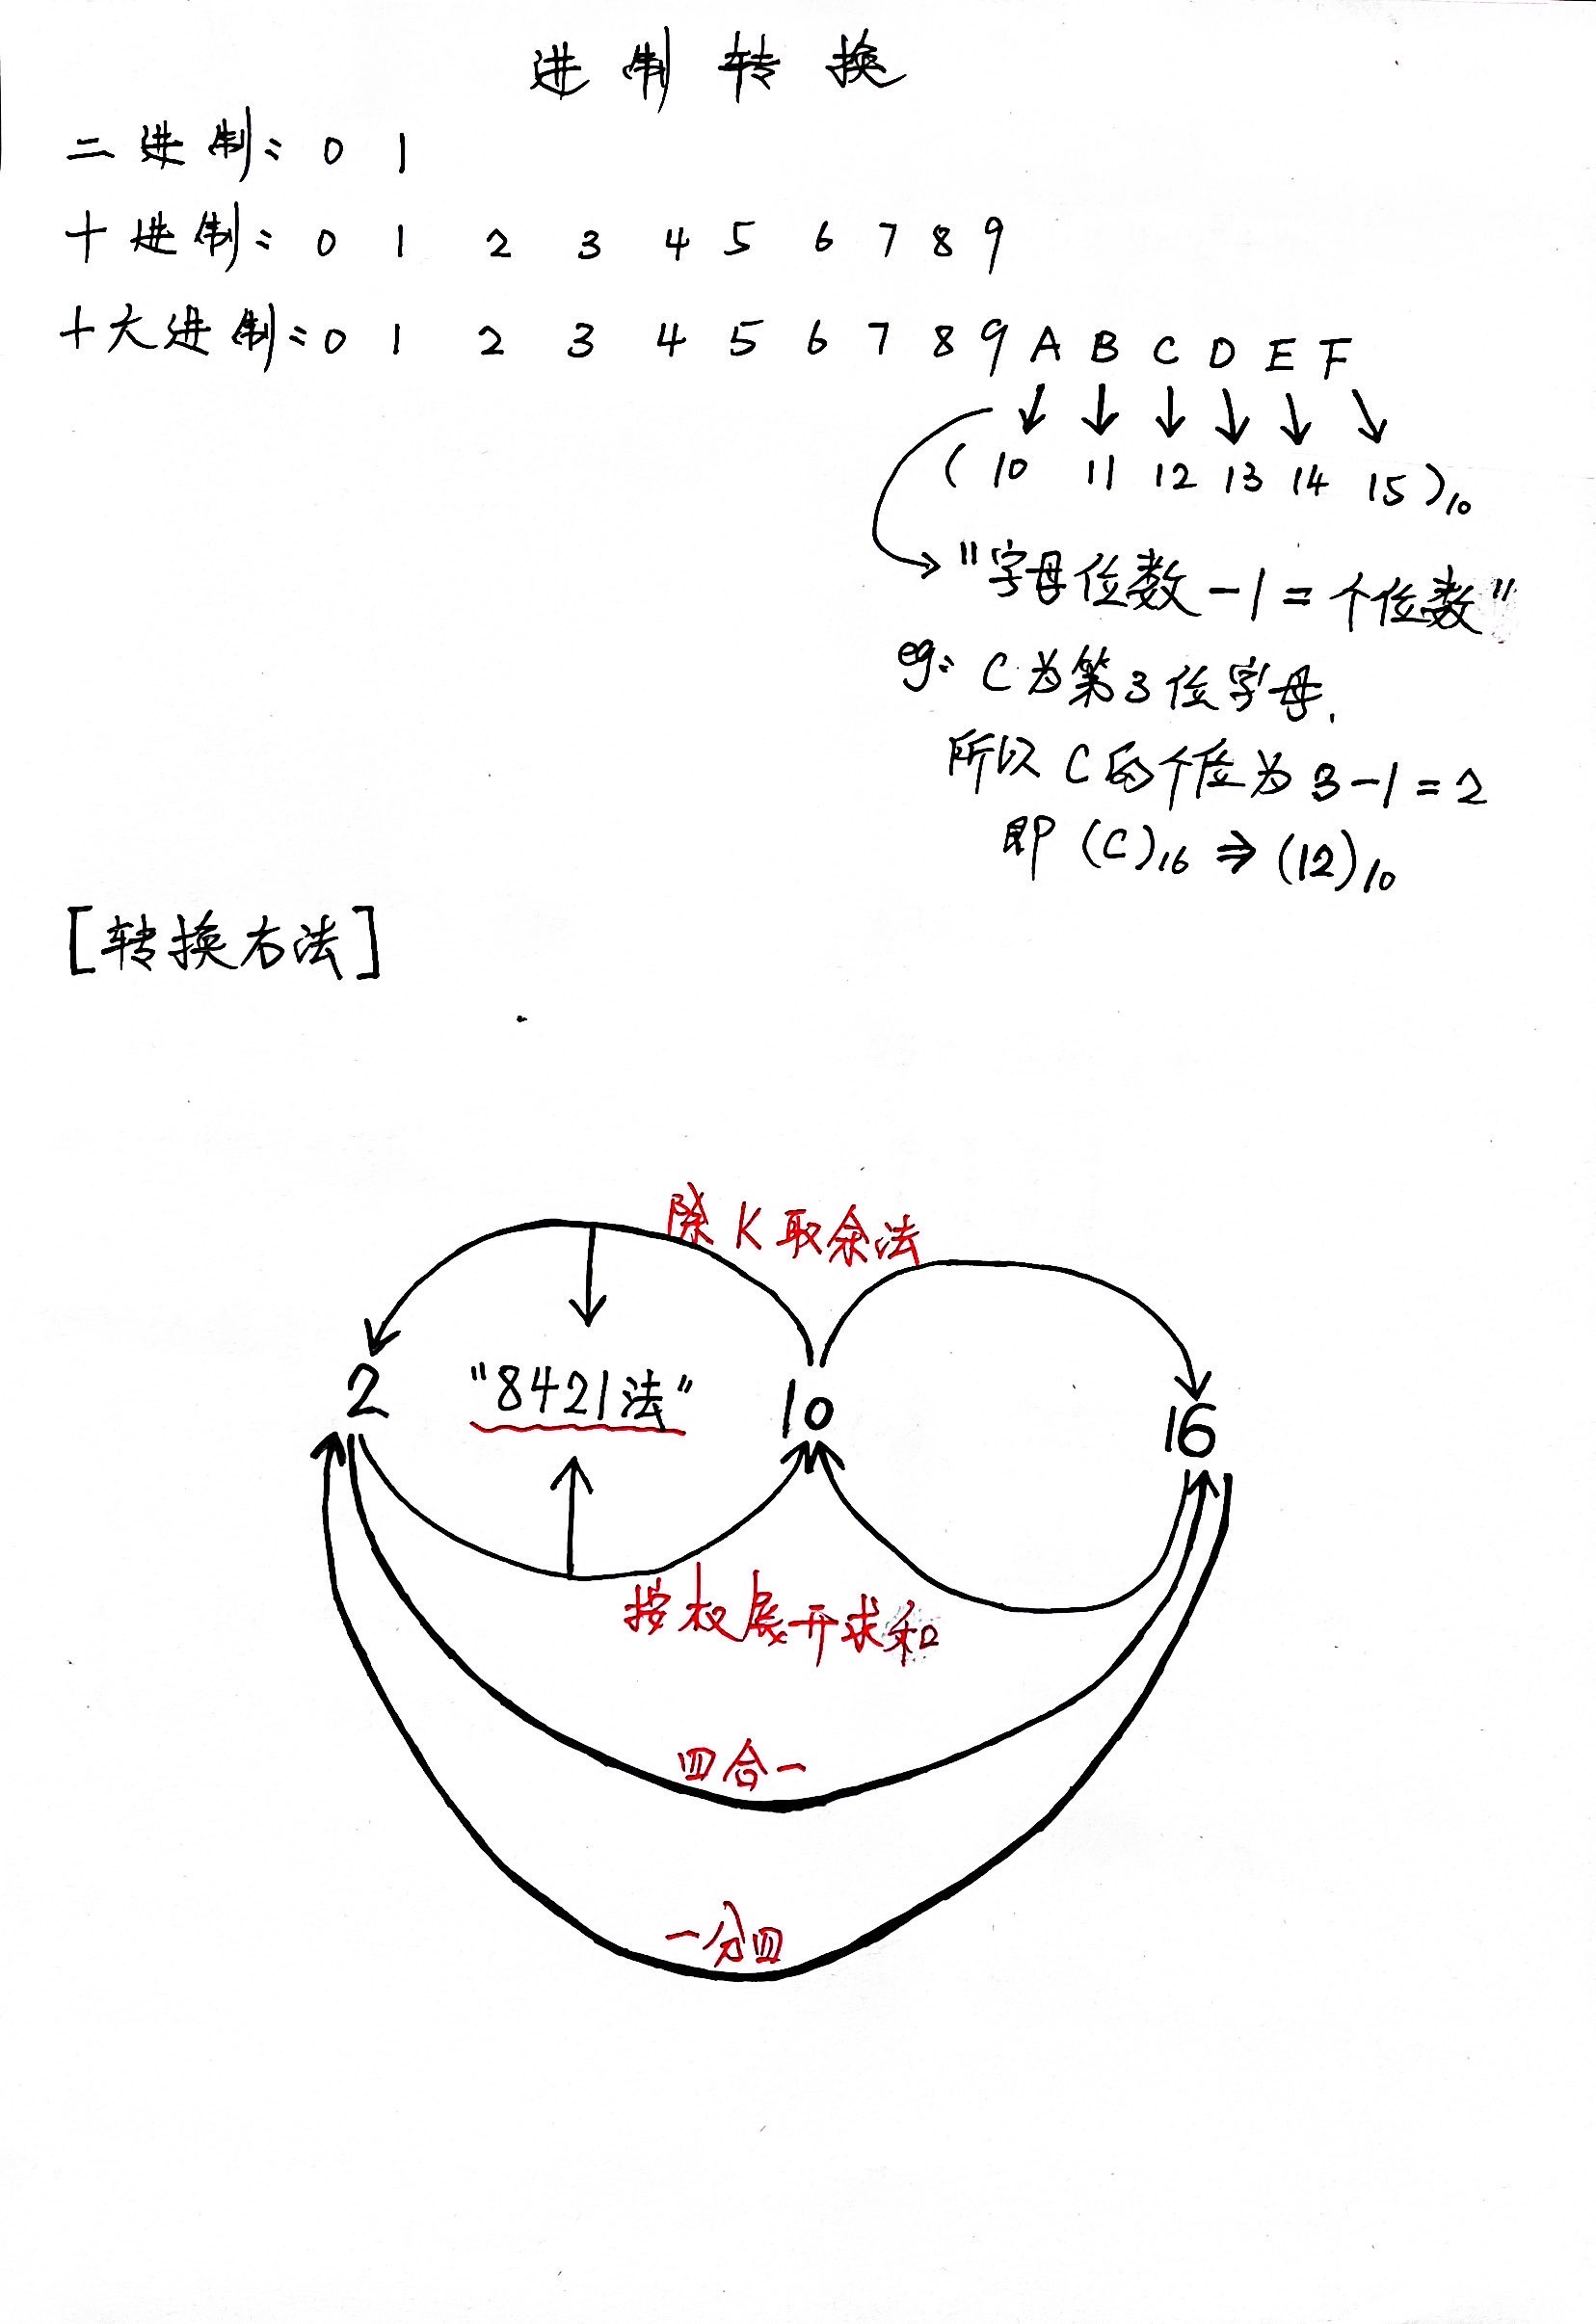 进制转换
二进制: 0 1
十进制: 0 1 2 3 4 5 6 7 8 9
十六进制: 0 1 2 3 4 5 6 7 8 9 A B C D E F
( 10 11 12 13 14 15 )10
"字母位数-1=个位数"
eg: C为第3位字母.
所以C的个位为3-1=2
即 (C)16 ⇒ (12)10
[转换方法]
除K取余法
2 "8421法" 10 16
按权展开求和
四合一
一分四